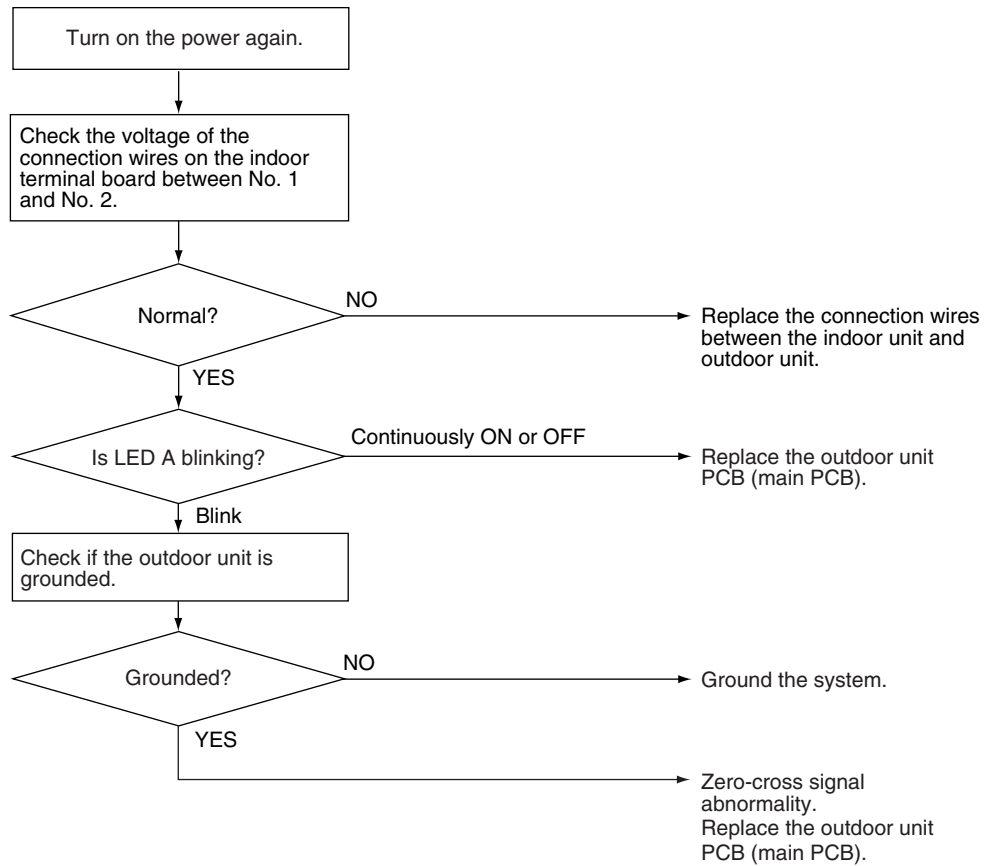 Turn on the power again.
Check the voltage of the
connection wires on the indoor
terminal board between No. 1
and No. 2.
Normal?
NO
Replace the connection wires
between the indoor unit and
outdoor unit.
YES
Is LED A blinking?
Continuously ON or OFF
Replace the outdoor unit
PCB (main PCB).
Blink
Check if the outdoor unit is
grounded.
Grounded?
NO
Ground the system.
YES
Zero-cross signal
abnormality.
Replace the outdoor unit
PCB (main PCB).